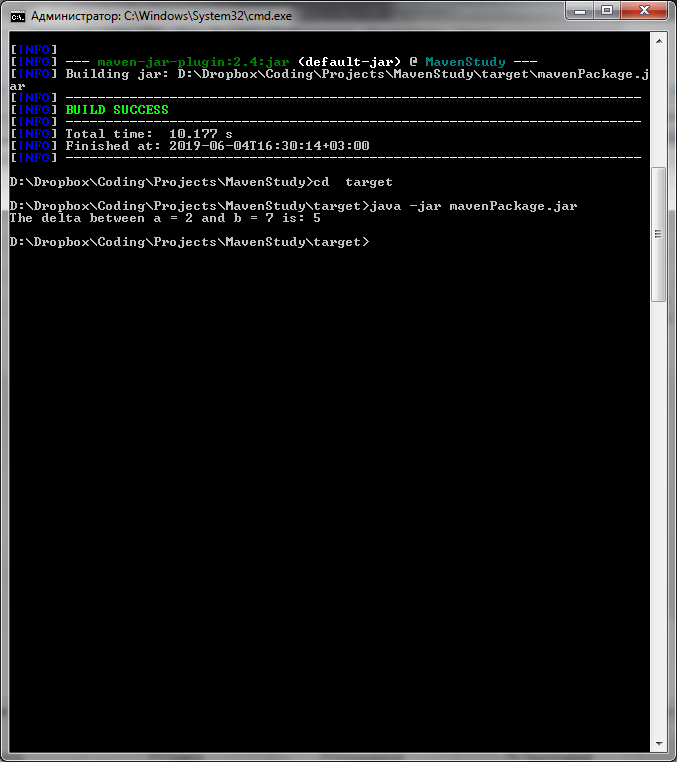 Администратор: C:\Windows\System32\cmd.exe
[INFO]
[INFO] --- maven-jar-plugin:2.4:jar (default-jar) @ MavenStudy ---
[INFO] Building jar: D:\Dropbox\Coding\Projects\MavenStudy\target\mavenPackage.j
ar
[INFO] ------------------------------------------------------------------------
[INFO] BUILD SUCCESS
[INFO] ------------------------------------------------------------------------
[INFO] Total time:  10.177 s
[INFO] Finished at: 2019-06-04T16:30:14+03:00
[INFO] ------------------------------------------------------------------------
D:\Dropbox\Coding\Projects\MavenStudy>cd  target
D:\Dropbox\Coding\Projects\MavenStudy\target>java -jar mavenPackage.jar
The delta between a = 2 and b = 7 is: 5
D:\Dropbox\Coding\Projects\MavenStudy\target>